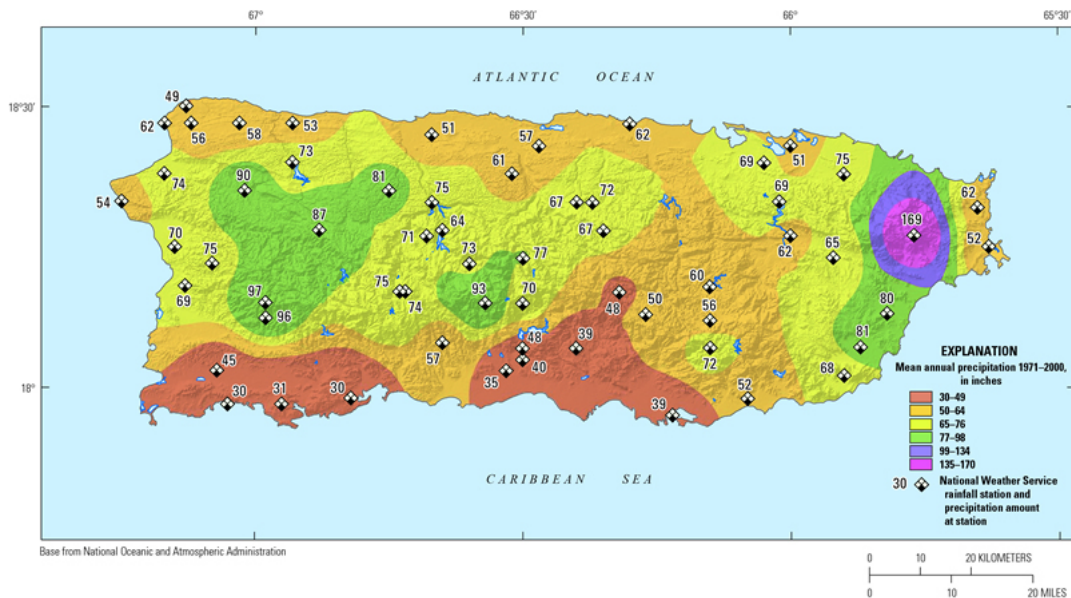 67° 66°30' 66° 65°30'
ATLANTIC OCEAN
18°30'
49
62 56 58 53 51 57 62 51
73 61 69 75
74 90 81 75 67 72 69 62
54 87 64 67 169
70 75 71 73 77 62 65 52
69 75 74 93 70 60
97 96 48 50 56 80
57 48 39 72 81
45 35 40 68
18°
30 31 30 39 52
CARIBBEAN SEA
EXPLANATION
Mean annual precipitation 1971–2000,
in inches
30–49
50–64
65–76
77–98
99–134
135–170
30 National Weather Service
rainfall station and
precipitation amount
at station
Base from National Oceanic and Atmospheric Administration
0 10 20 KILOMETERS
0 10 20 MILES